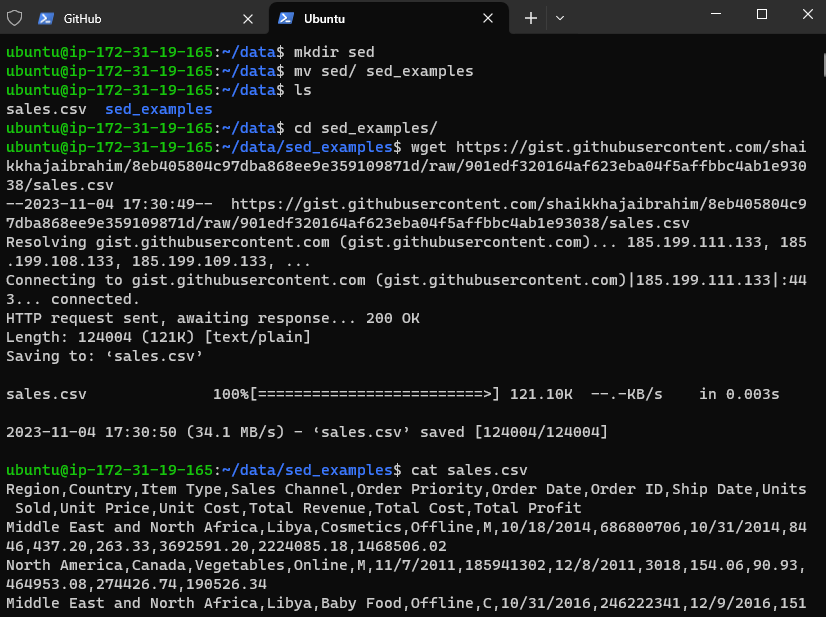 GitHub
Ubuntu
ubuntu@ip-172-31-19-165:~/data$ mkdir sed
ubuntu@ip-172-31-19-165:~/data$ mv sed/ sed_examples
ubuntu@ip-172-31-19-165:~/data$ ls
sales.csv  sed_examples
ubuntu@ip-172-31-19-165:~/data$ cd sed_examples/
ubuntu@ip-172-31-19-165:~/data/sed_examples$ wget https://gist.githubusercontent.com/shai
kkhajaibrahim/8eb405804c97dba868ee9e359109871d/raw/901edf320164af623eba04f5affbbc4ab1e930
38/sales.csv
--2023-11-04 17:30:49--  https://gist.githubusercontent.com/shaikkhajaibrahim/8eb405804c9
7dba868ee9e359109871d/raw/901edf320164af623eba04f5affbbc4ab1e93038/sales.csv
Resolving gist.githubusercontent.com (gist.githubusercontent.com)... 185.199.111.133, 185
.199.108.133, 185.199.109.133, ...
Connecting to gist.githubusercontent.com (gist.githubusercontent.com)|185.199.111.133|:44
3... connected.
HTTP request sent, awaiting response... 200 OK
Length: 124004 (121K) [text/plain]
Saving to: ‘sales.csv’
sales.csv              100%[=========================>] 121.10K  --.-KB/s    in 0.003s
2023-11-04 17:30:50 (34.1 MB/s) - ‘sales.csv’ saved [124004/124004]
ubuntu@ip-172-31-19-165:~/data/sed_examples$ cat sales.csv
Region,Country,Item Type,Sales Channel,Order Priority,Order Date,Order ID,Ship Date,Units
 Sold,Unit Price,Unit Cost,Total Revenue,Total Cost,Total Profit
Middle East and North Africa,Libya,Cosmetics,Offline,M,10/18/2014,686800706,10/31/2014,84
46,437.20,263.33,3692591.20,2224085.18,1468506.02
North America,Canada,Vegetables,Online,M,11/7/2011,185941302,12/8/2011,3018,154.06,90.93,
464953.08,274426.74,190526.34
Middle East and North Africa,Libya,Baby Food,Offline,C,10/31/2016,246222341,12/9/2016,151